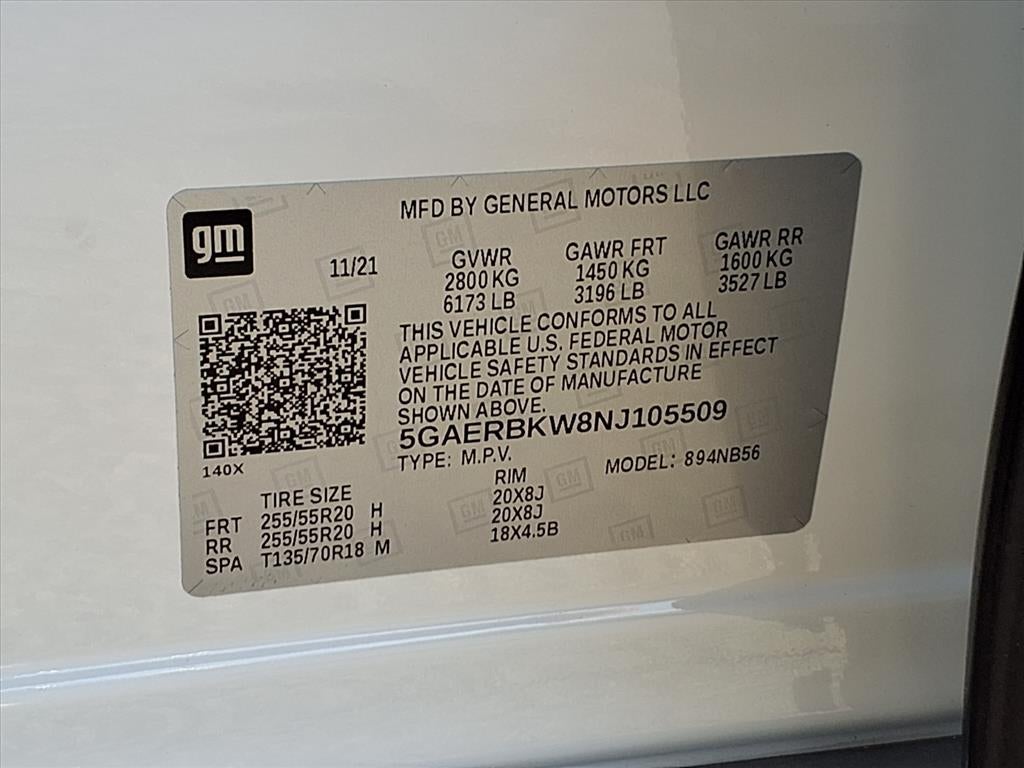 gm
MFD BY GENERAL MOTORS LLC
11/21
GVWR
2800 KG
6173 LB
GAWR FRT
1450 KG
3196 LB
GAWR RR
1600 KG
3527 LB
THIS VEHICLE CONFORMS TO ALL
APPLICABLE U.S. FEDERAL MOTOR
VEHICLE SAFETY STANDARDS IN EFFECT
ON THE DATE OF MANUFACTURE
SHOWN ABOVE.
5GAERBKW8NJ105509
TYPE: M.P.V.
MODEL: 894NB56
140X
TIRE SIZE RIM
FRT 255/55R20 H 20X8J
RR 255/55R20 H 20X8J
SPA T135/70R18 M 18X4.5B